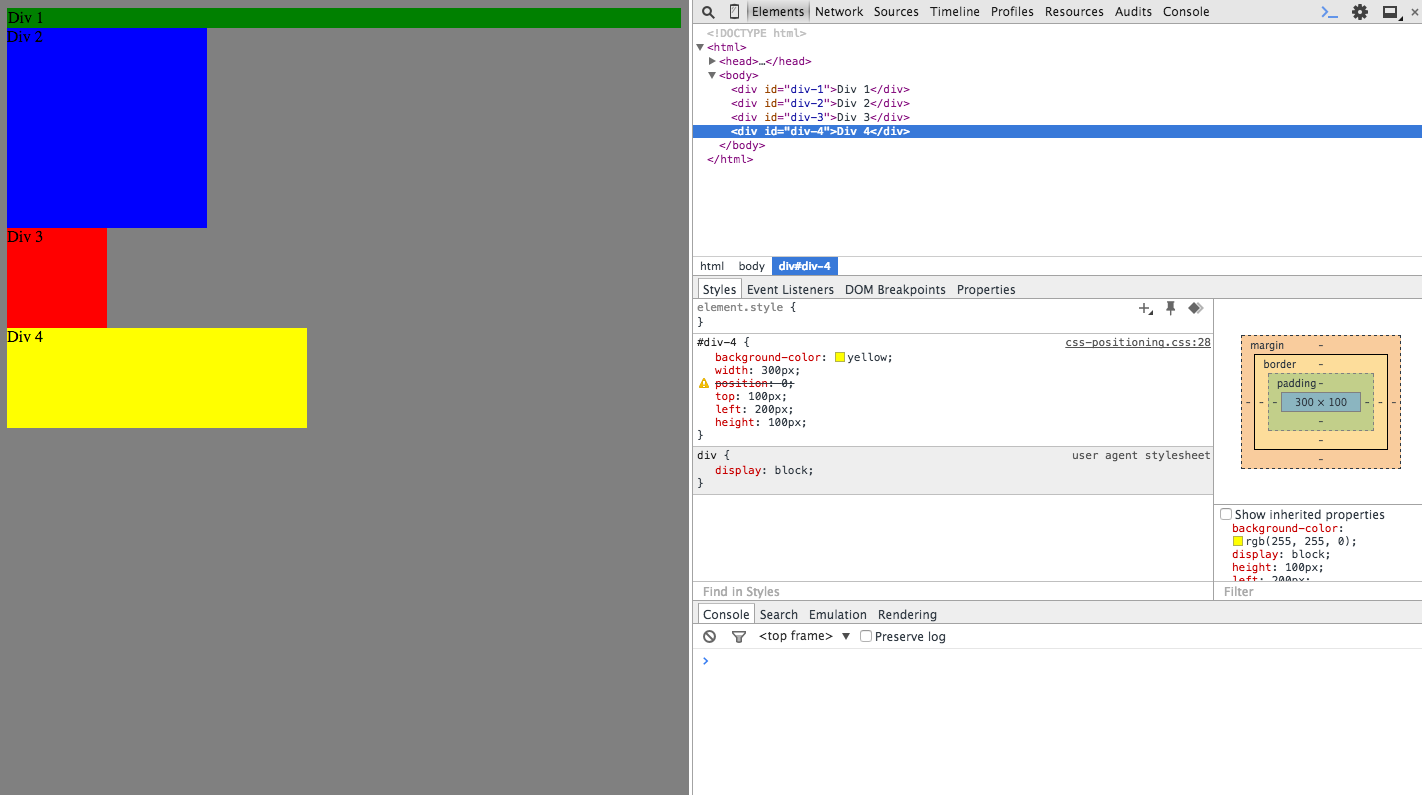 Div 1
Div 2
Div 3
Div 4
Elements Network Sources Timeline Profiles Resources Audits Console
<!DOCTYPE html>
<html>
<head>…</head>
<body>
<div id="div-1">Div 1</div>
<div id="div-2">Div 2</div>
<div id="div-3">Div 3</div>
<div id="div-4">Div 4</div>
</body>
</html>
html body div#div-4
Styles Event Listeners DOM Breakpoints Properties
element.style {
}
#div-4 { css-positioning.css:28
background-color: yellow;
width: 300px;
position: 0;
top: 100px;
left: 200px;
height: 100px;
}
div { user agent stylesheet
display: block;
}
Find in Styles
margin -
border -
padding -
- - - 300 × 100 - - -
-
-
-
Show inherited properties
background-color:
rgb(255, 255, 0);
display: block;
height: 100px;
left: 200px;
Filter
Console Search Emulation Rendering
<top frame> Preserve log